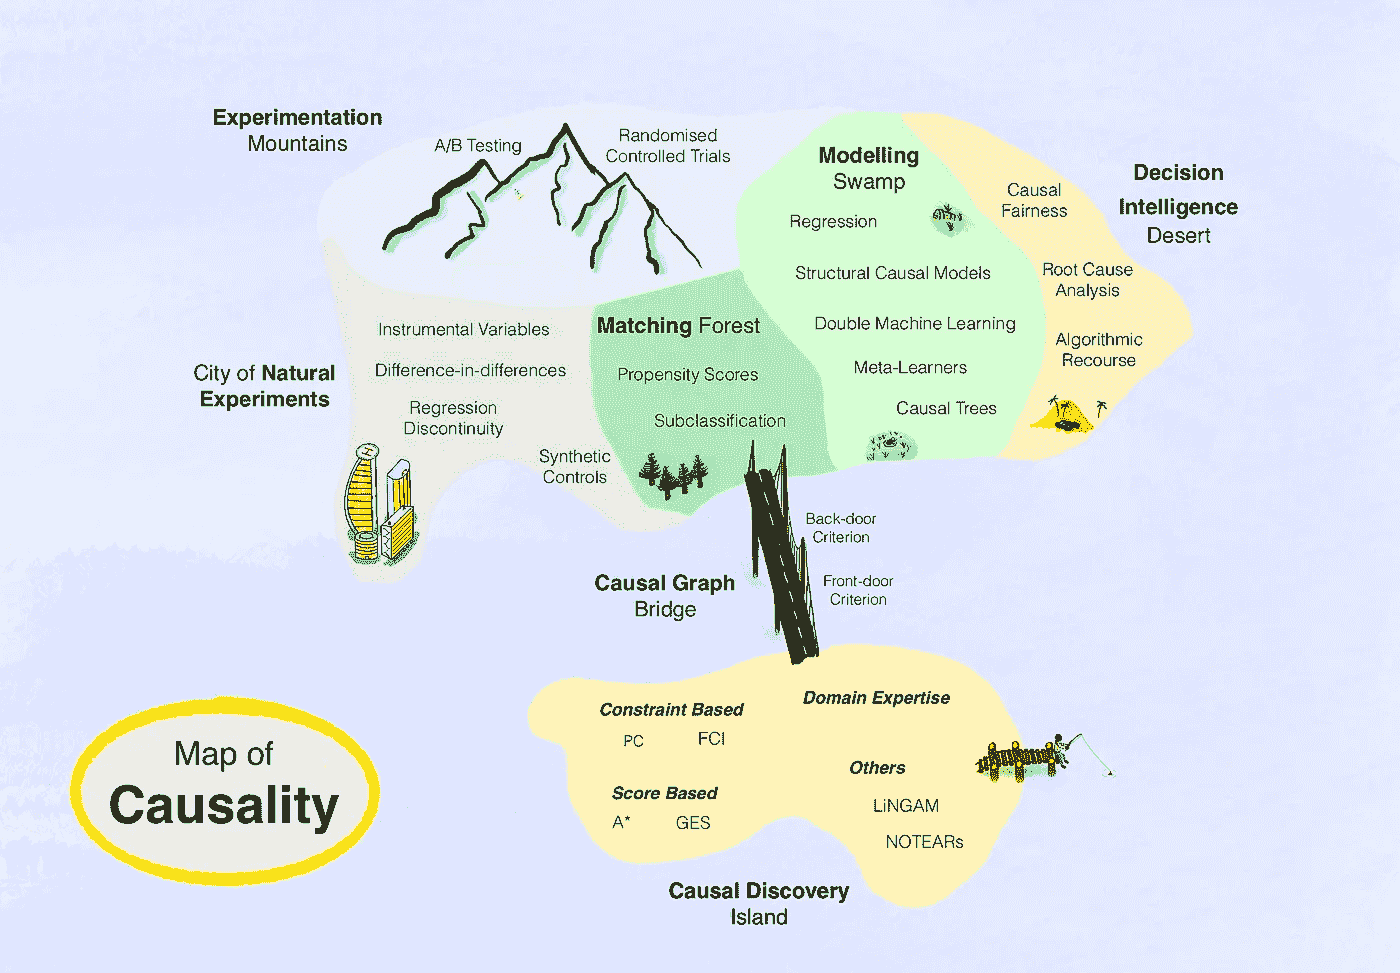 Experimentation
Mountains
A/B Testing
Randomised
Controlled Trials
Modelling
Swamp
Regression
Structural Causal Models
Double Machine Learning
Meta-Learners
Causal Trees
Decision
Intelligence
Desert
Causal
Fairness
Root Cause
Analysis
Algorithmic
Recourse
City of Natural
Experiments
Instrumental Variables
Difference-in-differences
Regression
Discontinuity
Synthetic
Controls
Matching Forest
Propensity Scores
Subclassification
Causal Graph
Bridge
Back-door
Criterion
Front-door
Criterion
Map of
Causality
Constraint Based
PC
FCI
Score Based
A*
GES
Domain Expertise
Others
LiNGAM
NOTEARs
Causal Discovery
Island